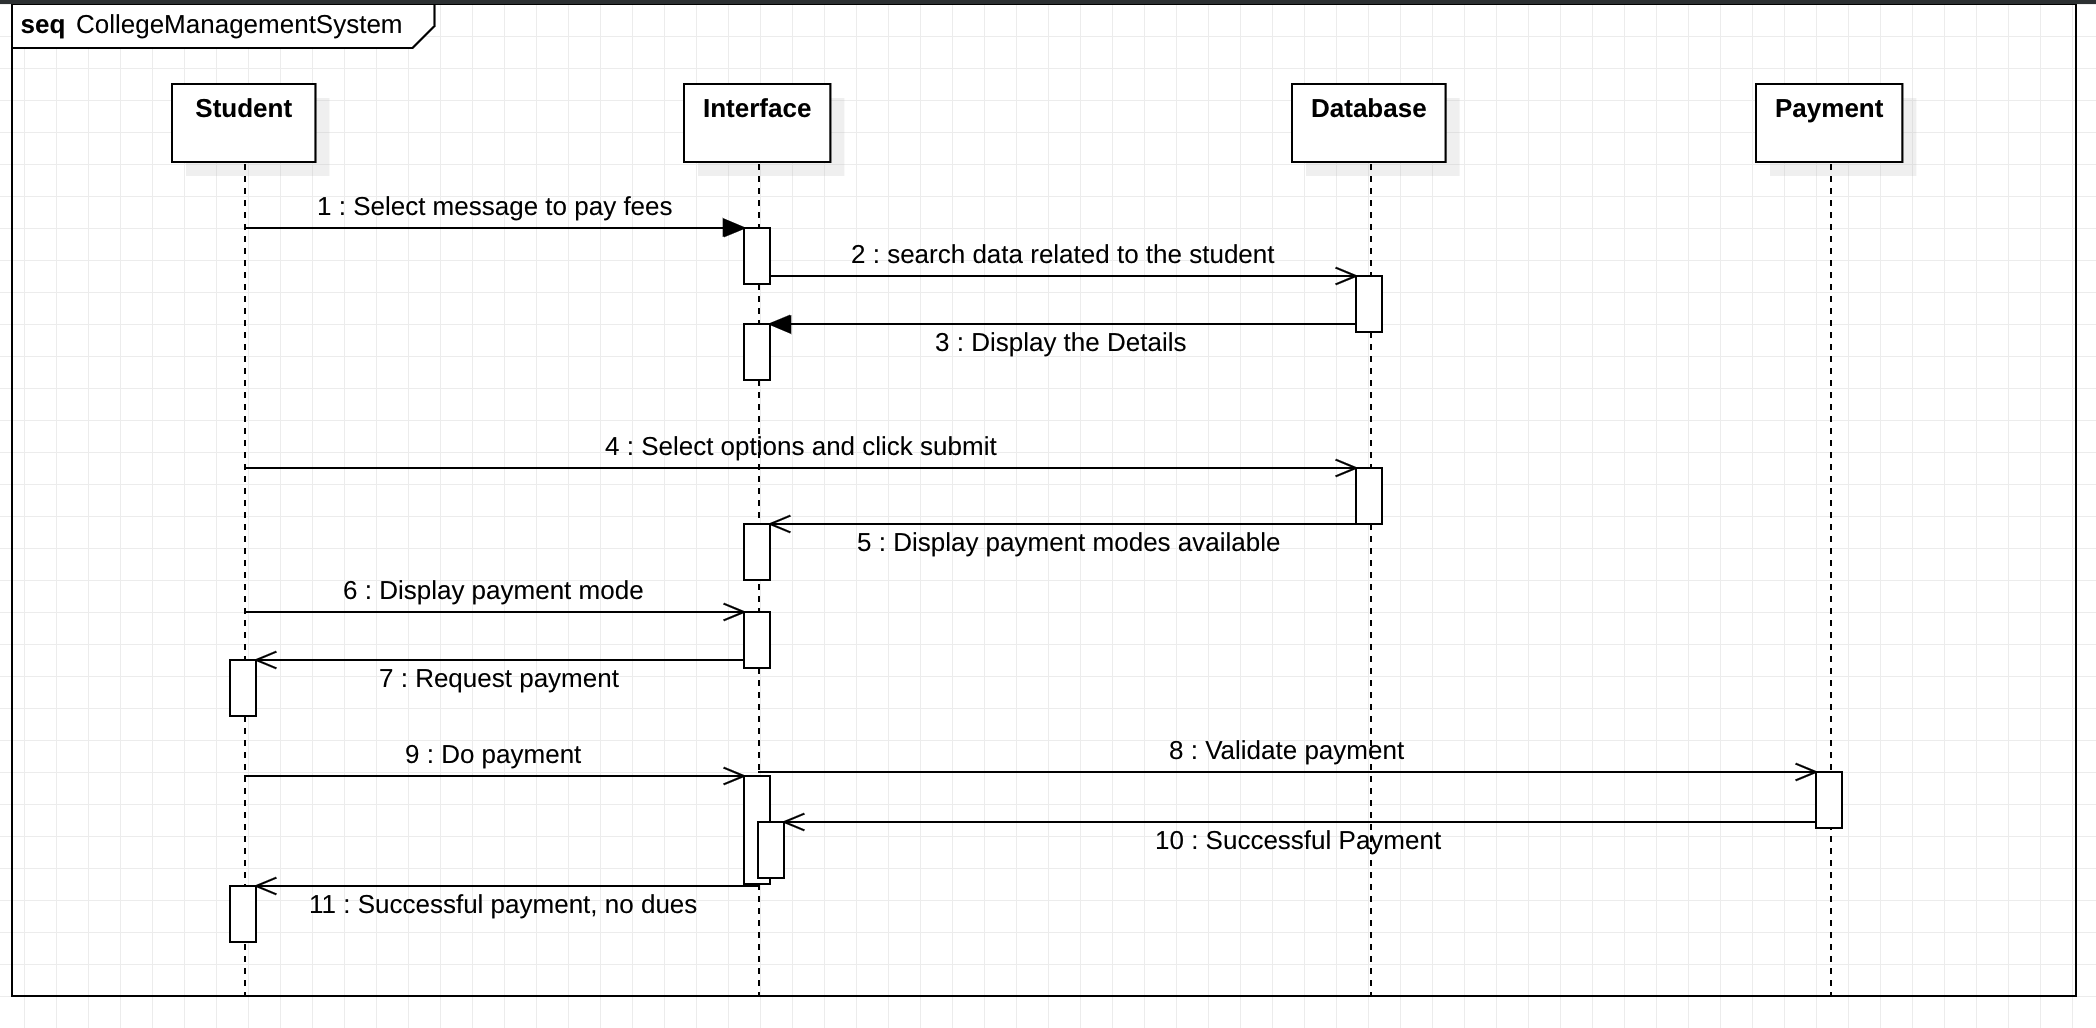 seq CollegeManagementSystem
Student
Interface
Database
Payment
1 : Select message to pay fees
2 : search data related to the student
3 : Display the Details
4 : Select options and click submit
5 : Display payment modes available
6 : Display payment mode
7 : Request payment
9 : Do payment
8 : Validate payment
10 : Successful Payment
11 : Successful payment, no dues